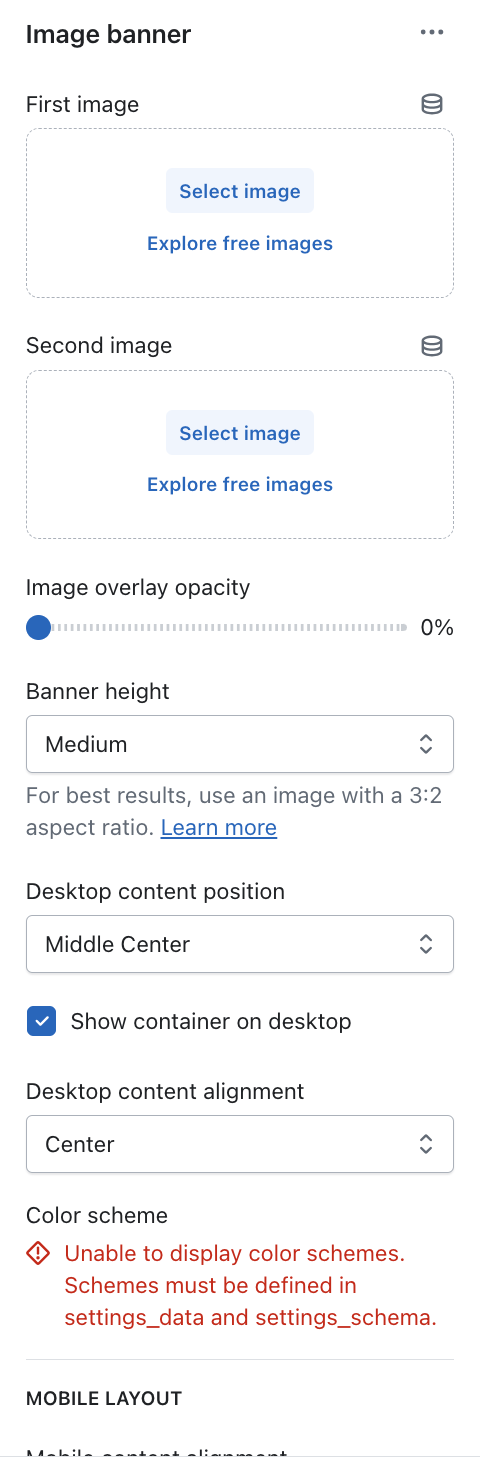 Image banner
First image
Select image
Explore free images
Second image
Select image
Explore free images
Image overlay opacity
0%
Banner height
Medium
For best results, use an image with a 3:2
aspect ratio. Learn more
Desktop content position
Middle Center
Show container on desktop
Desktop content alignment
Center
Color scheme
Unable to display color schemes.
Schemes must be defined in
settings_data and settings_schema.
MOBILE LAYOUT
Mobile content alignment